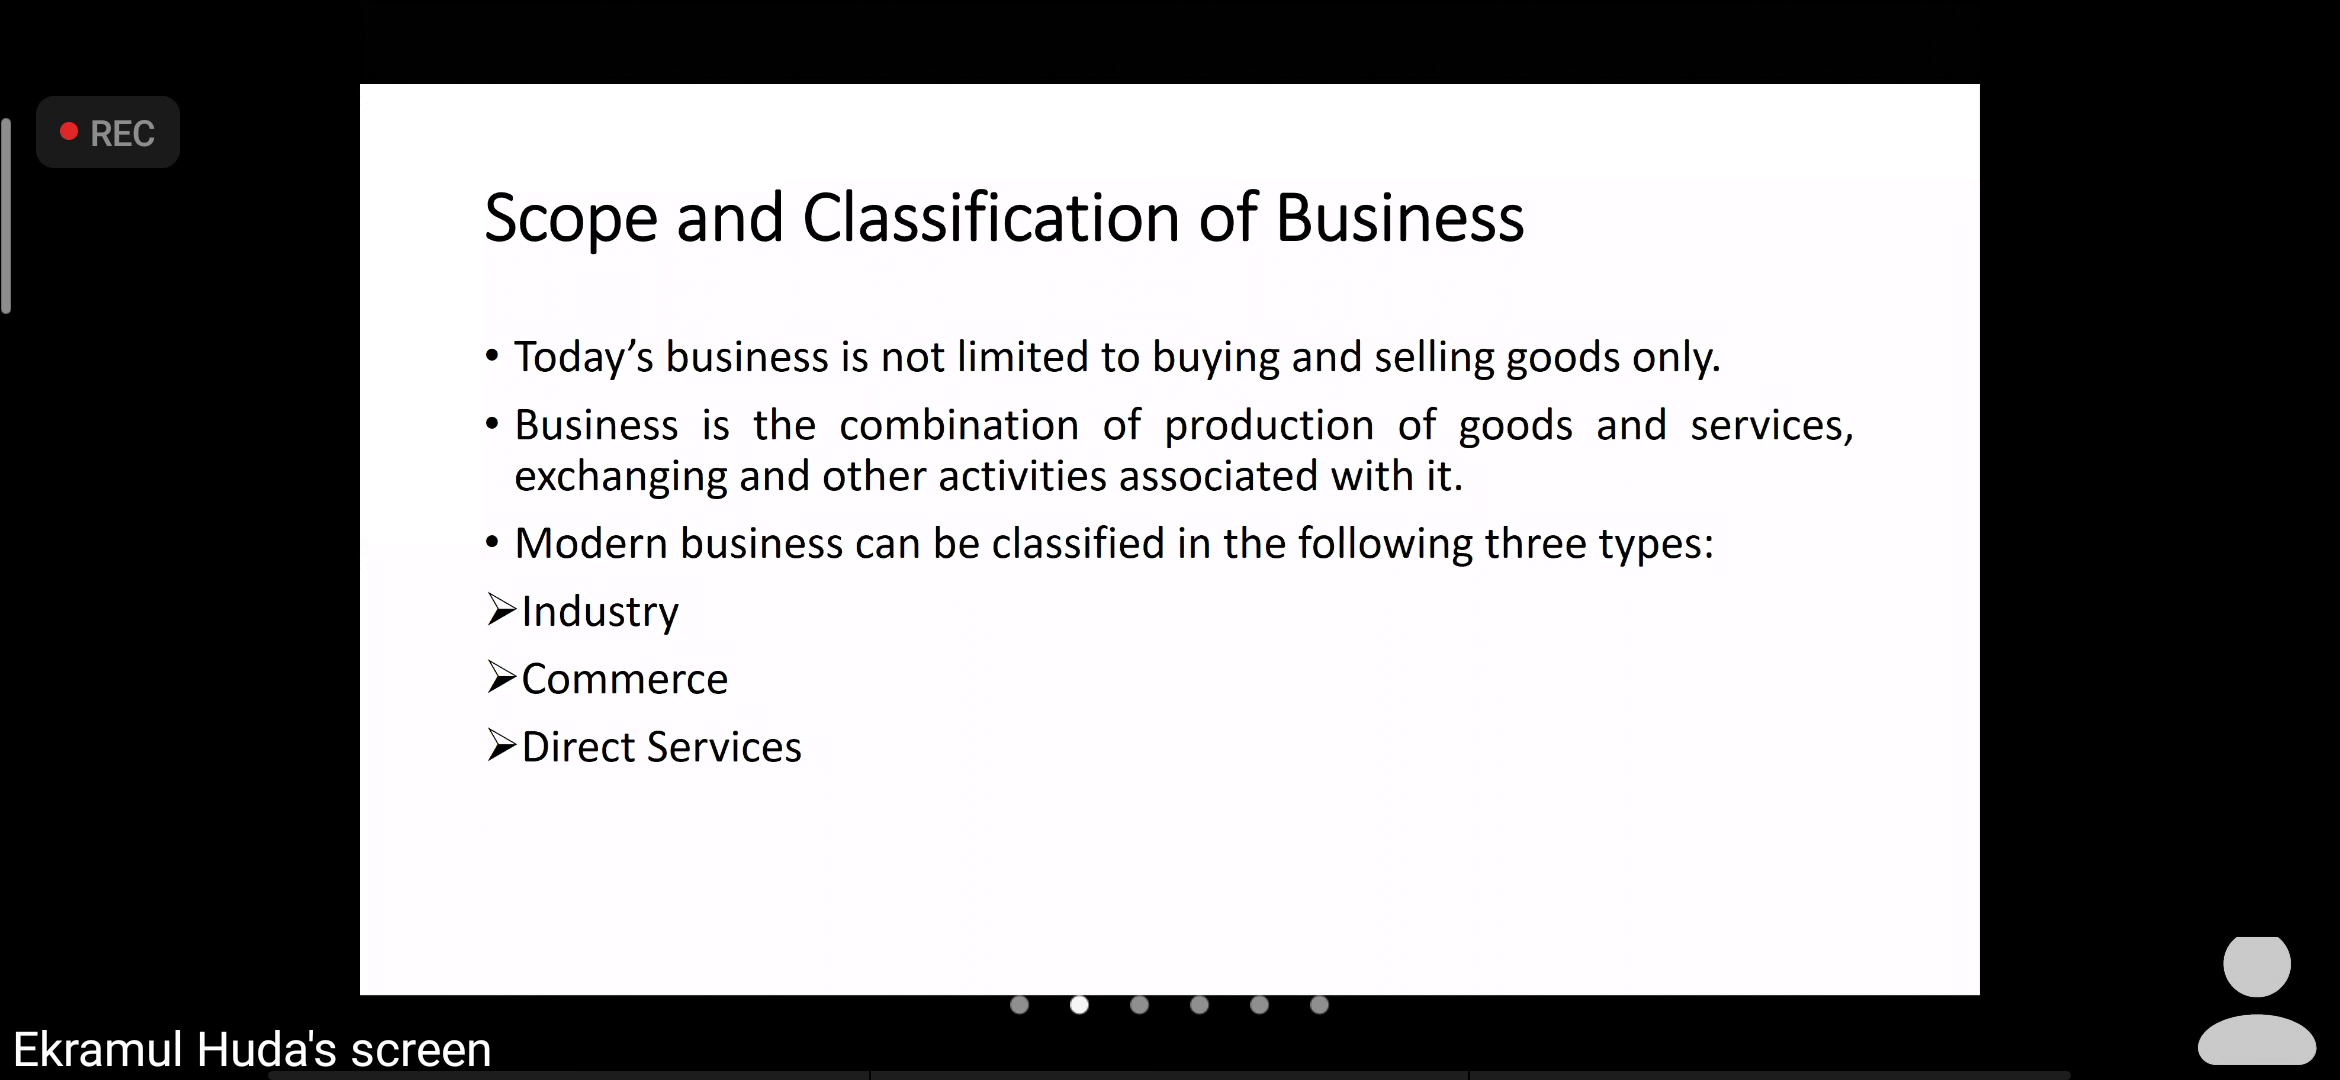 REC
Scope and Classification of Business
• Today’s business is not limited to buying and selling goods only.
• Business is the combination of production of goods and services,
exchanging and other activities associated with it.
• Modern business can be classified in the following three types:
➢Industry
➢Commerce
➢Direct Services
Ekramul Huda's screen